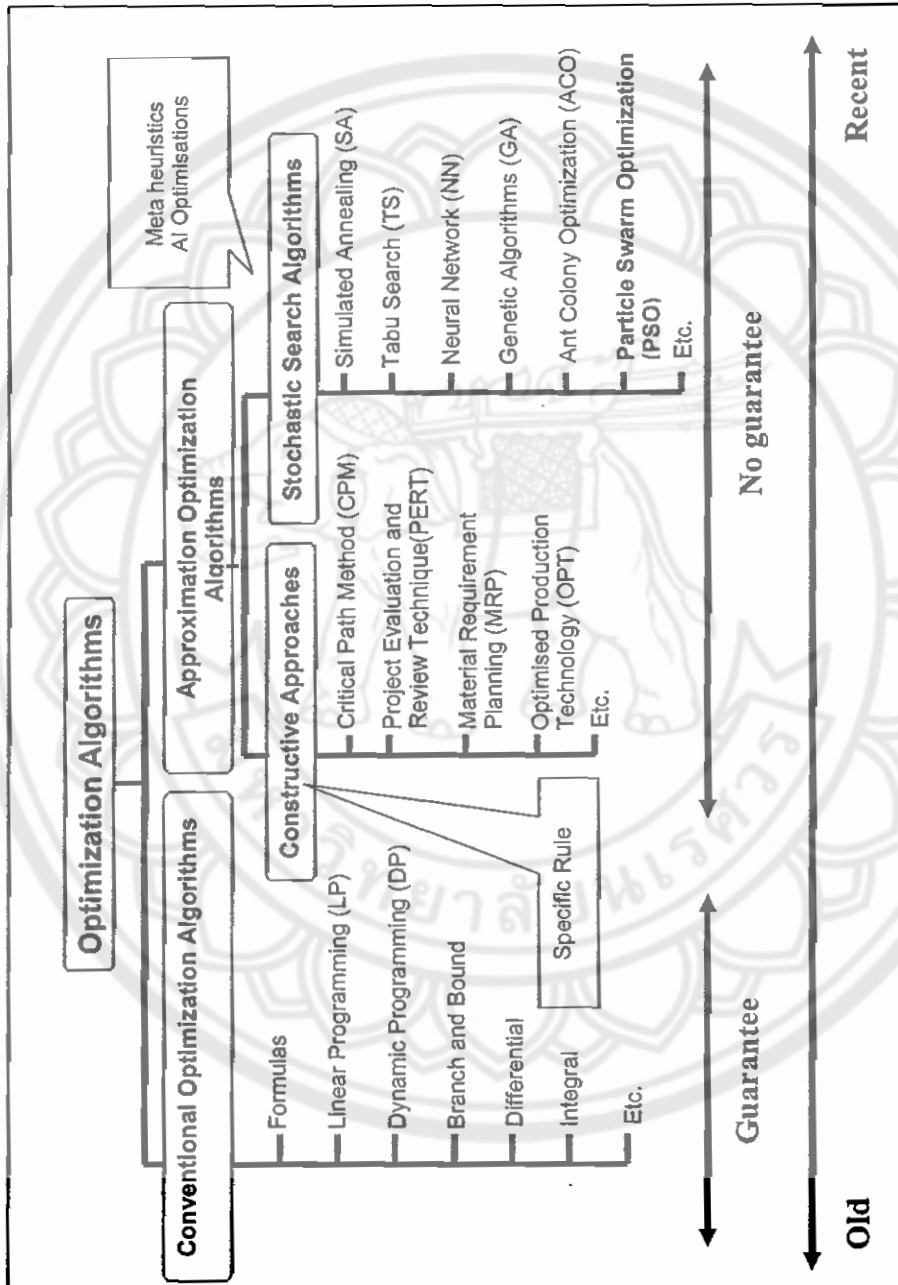 Optimization Algorithms
Conventional Optimization Algorithms
Formulas
Linear Programming (LP)
Dynamic Programming (DP)
Branch and Bound
Differential
Integral
Etc.
Approximation Optimization
Algorithms
Constructive Approaches
Critical Path Method (CPM)
Project Evaluation and
Review Technique(PERT)
Material Requirement
Planning (MRP)
Optimised Production
Technology (OPT)
Etc.
Specific Rule
Stochastic Search Algorithms
Simulated Annealing (SA)
Tabu Search (TS)
Neural Network (NN)
Genetic Algorithms (GA)
Ant Colony Optimization (ACO)
Particle Swarm Optimization
(PSO)
Etc.
Meta heuristics
AI Optimisations
Guarantee
No guarantee
Old
Recent